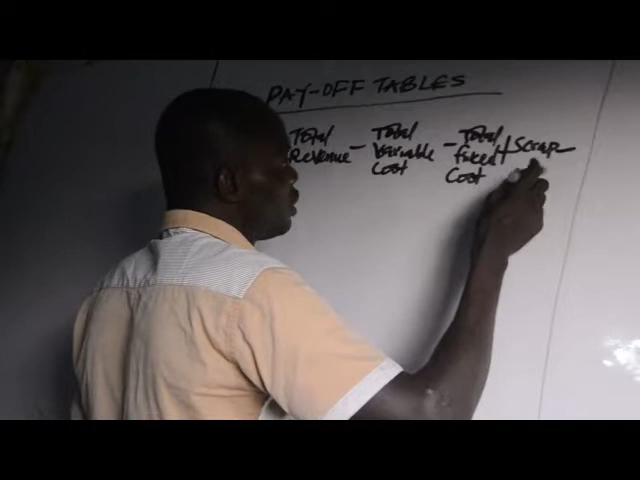 PAY-OFF TABLES
Total Revenue - Total Variable Cost - Total fixed Cost + Scrap